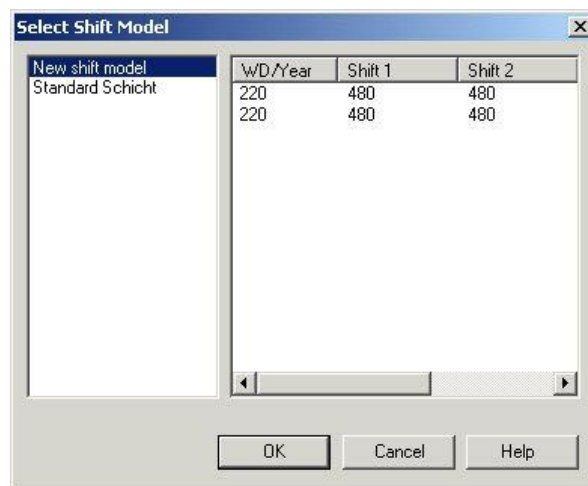 Select Shift Model
New shift model
Standard Schicht
WD/Year Shift 1 Shift 2
220 480 480
220 480 480
OK Cancel Help